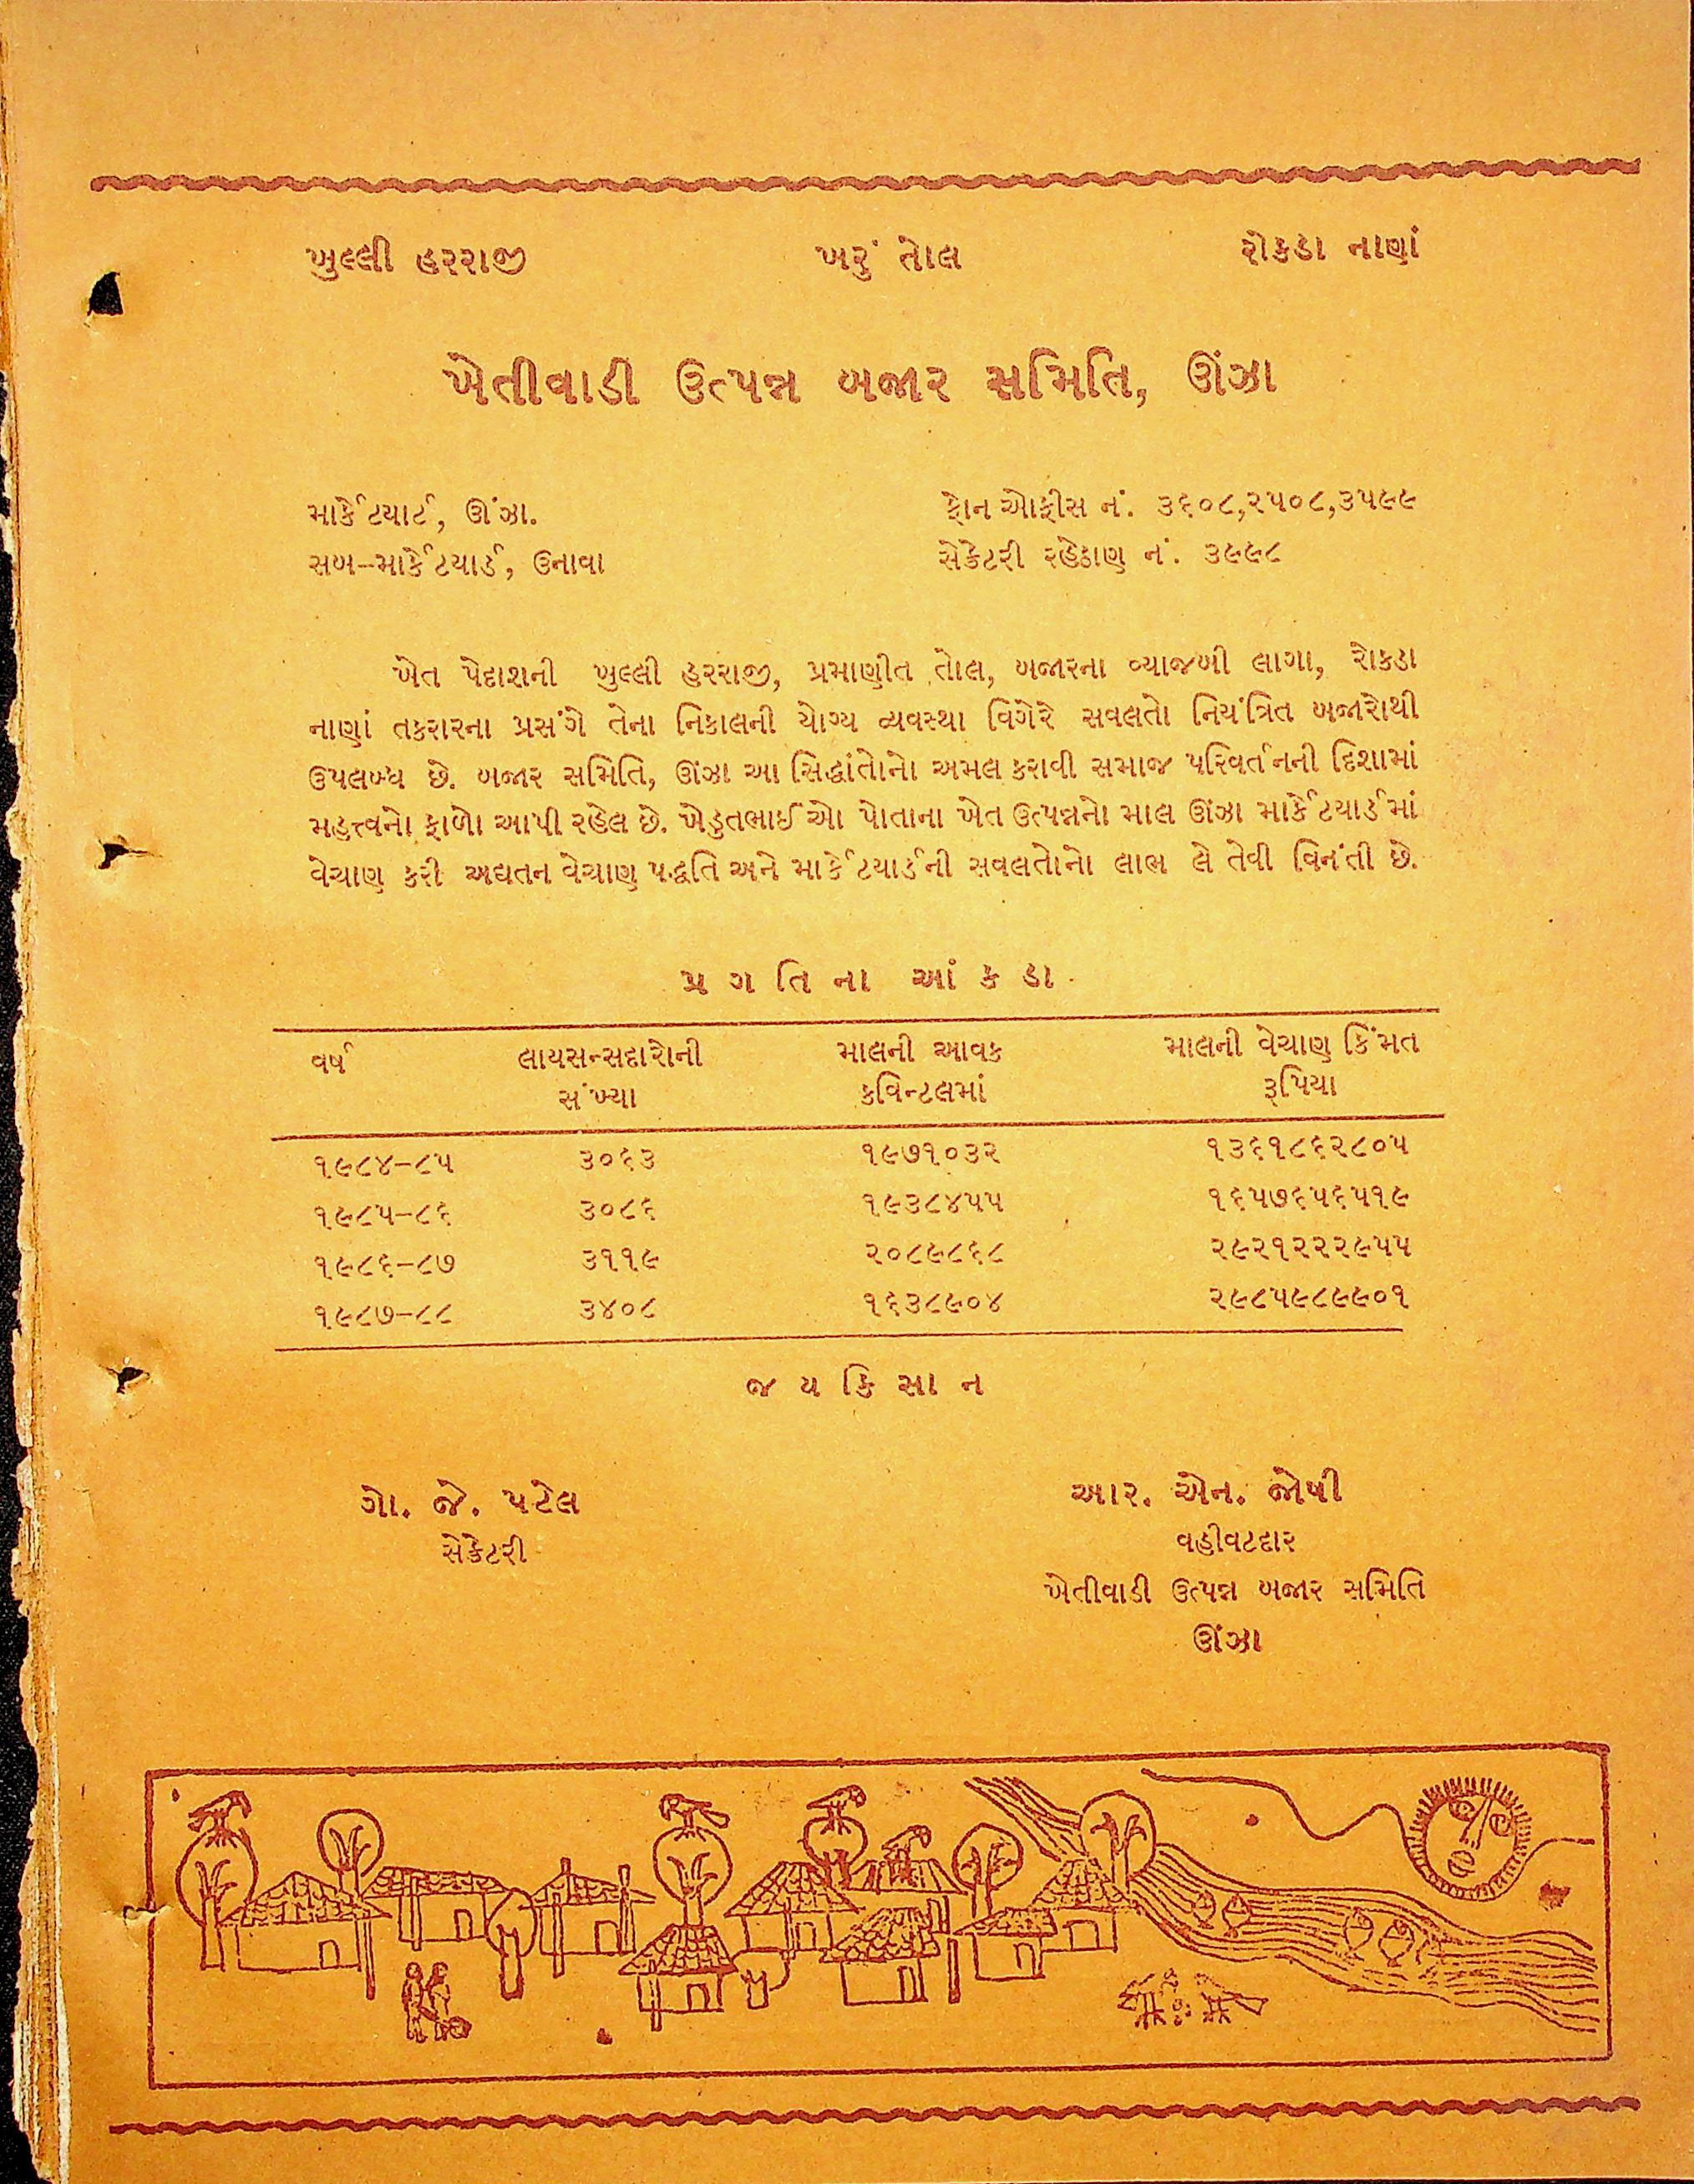 ખુલ્લી હરરાજી ખરું તોલ રોકડા નાણાં
ખેતીવાડી ઉત્પન્ન બજાર સમિતિ, ઊંઝા
માર્કેટયાર્ટ, ઊંઝા. ફોન ઓફીસ નં. ૩૬૦૮,૨૫૦૮,૩૫૯૯
સબ-માર્કેટયાર્ડ, ઉનાવા સેક્રેટરી રહેઠાણ નં. ૩૯૯૮
ખેત પેદાશની ખુલ્લી હરરાજી, પ્રમાણીત તોલ, બજારના વ્યાજબી લાગા, રોકડા
નાણાં તકરારના પ્રસંગે તેના નિકાલની યોગ્ય વ્યવસ્થા વિગેરે સવલતો નિયંત્રિત બજારોથી
ઉપલબ્ધ છે. બજાર સમિતિ, ઊંઝા આ સિદ્ધાંતોનો અમલ કરાવી સમાજ પરિવર્તનની દિશામાં
મહત્ત્વનો ફાળો આપી રહેલ છે. ખેડુતભાઈઓ પોતાના ખેત ઉત્પન્નનો માલ ઊંઝા માર્કેટયાર્ડમાં
વેચાણ કરી અદ્યતન વેચાણ પદ્ધતિ અને માર્કેટયાર્ડની સવલતોનો લાભ લે તેવી વિનંતી છે.
પ્રગતિના આંકડા
વર્ષ લાયસન્સદારોની માલની આવક માલની વેચાણ કિંમત
સંખ્યા કવિન્ટલમાં રૂપિયા
૧૯૮૪-૮૫ ૩૦૬૩ ૧૯૭૧૦૩૨ ૧૩૬૧૮૬૨૮૦૫
૧૯૮૫-૮૬ ૩૦૮૬ ૧૯૩૮૪૫૫ ૧૬૫૭૬૫૬૫૧૯
૧૯૮૬-૮૭ ૩૧૧૯ ૨૦૮૯૮૬૮ ૨૯૨૧૨૨૨૯૫૫
૧૯૮૭-૮૮ ૩૪૦૮ ૧૬૩૮૯૦૪ ૨૯૮૫૯૮૯૯૦૧
જય કિસાન
ગો. જે. પટેલ આર. એન. જોષી
સેક્રેટરી વહીવટદાર
ખેતીવાડી ઉત્પન્ન બજાર સમિતિ
ઊંઝા